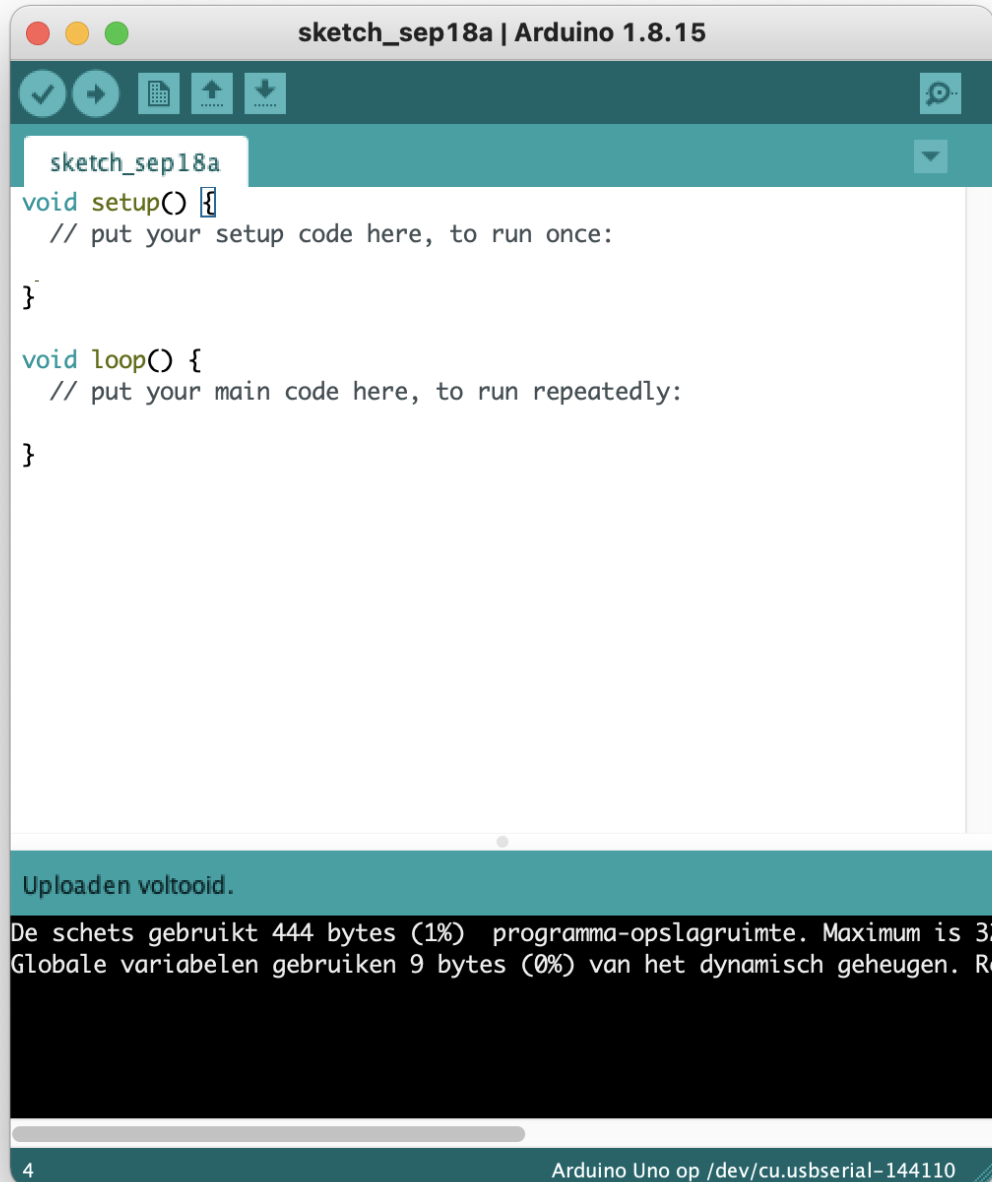 sketch_sep18a | Arduino 1.8.15
sketch_sep18a
void setup() {
  // put your setup code here, to run once:
}
void loop() {
  // put your main code here, to run repeatedly:
}
Uploaden voltooid.
De schets gebruikt 444 bytes (1%)  programma-opslagruimte. Maximum is 32
Globale variabelen gebruiken 9 bytes (0%) van het dynamisch geheugen. Re
4
Arduino Uno op /dev/cu.usbserial-144110